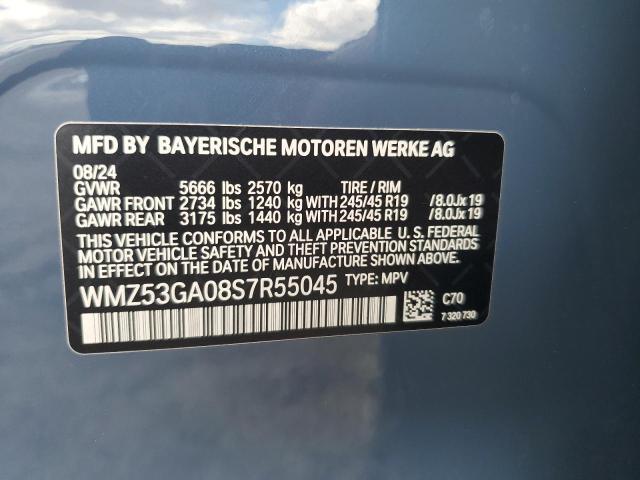 MFD BY BAYERISCHE MOTOREN WERKE AG
08/24
GVWR 5666 lbs 2570 kg TIRE / RIM
GAWR FRONT 2734 lbs 1240 kg WITH 245/45 R19 /8.0Jx19
GAWR REAR 3175 lbs 1440 kg WITH 245/45 R19 /8.0Jx19
THIS VEHICLE CONFORMS TO ALL APPLICABLE U. S. FEDERAL
MOTOR VEHICLE SAFETY AND THEFT PREVENTION STANDARDS
IN EFFECT ON THE DATE OF MANUFACTURE SHOWN ABOVE.
WMZ53GA08S7R55045 TYPE: MPV
C70
7 320 730